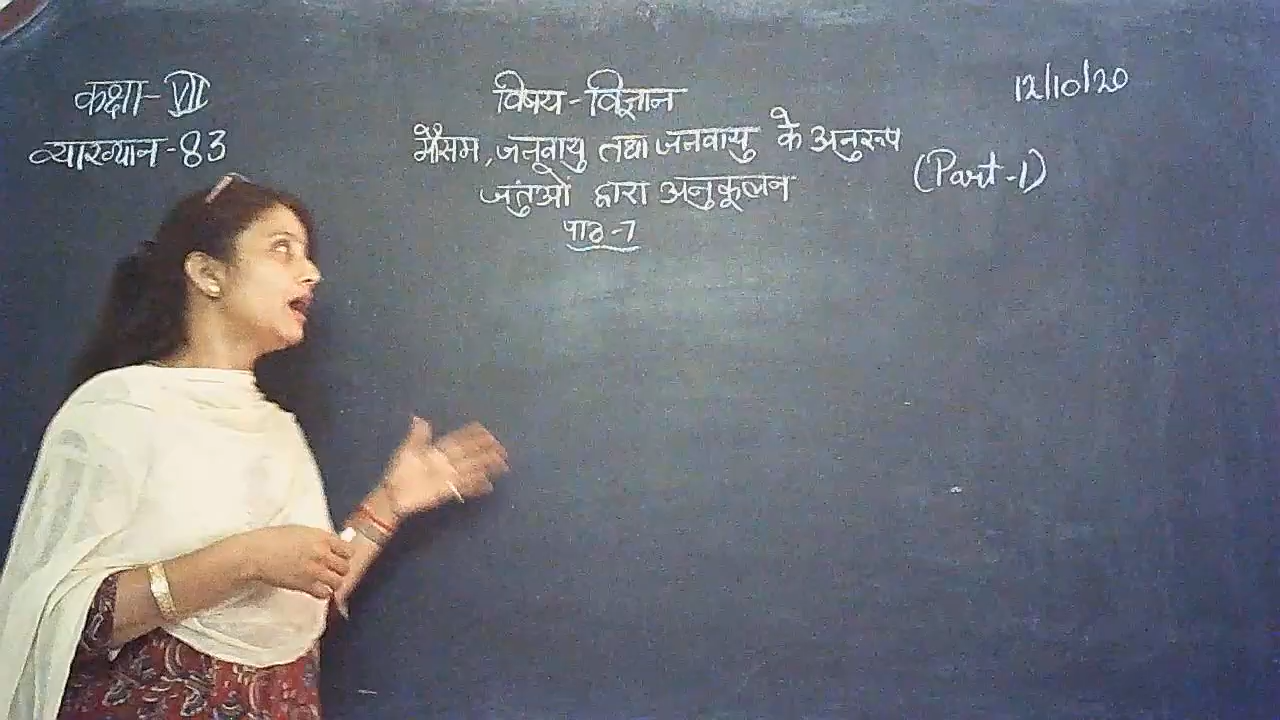 कक्षा-VII
विषय-विज्ञान
12/10/20
व्याख्यान-83
मौसम, जलवायु तथा जलवायु के अनुरूप
जंतुओं द्वारा अनुकूलन
(Part-1)
पाठ-7